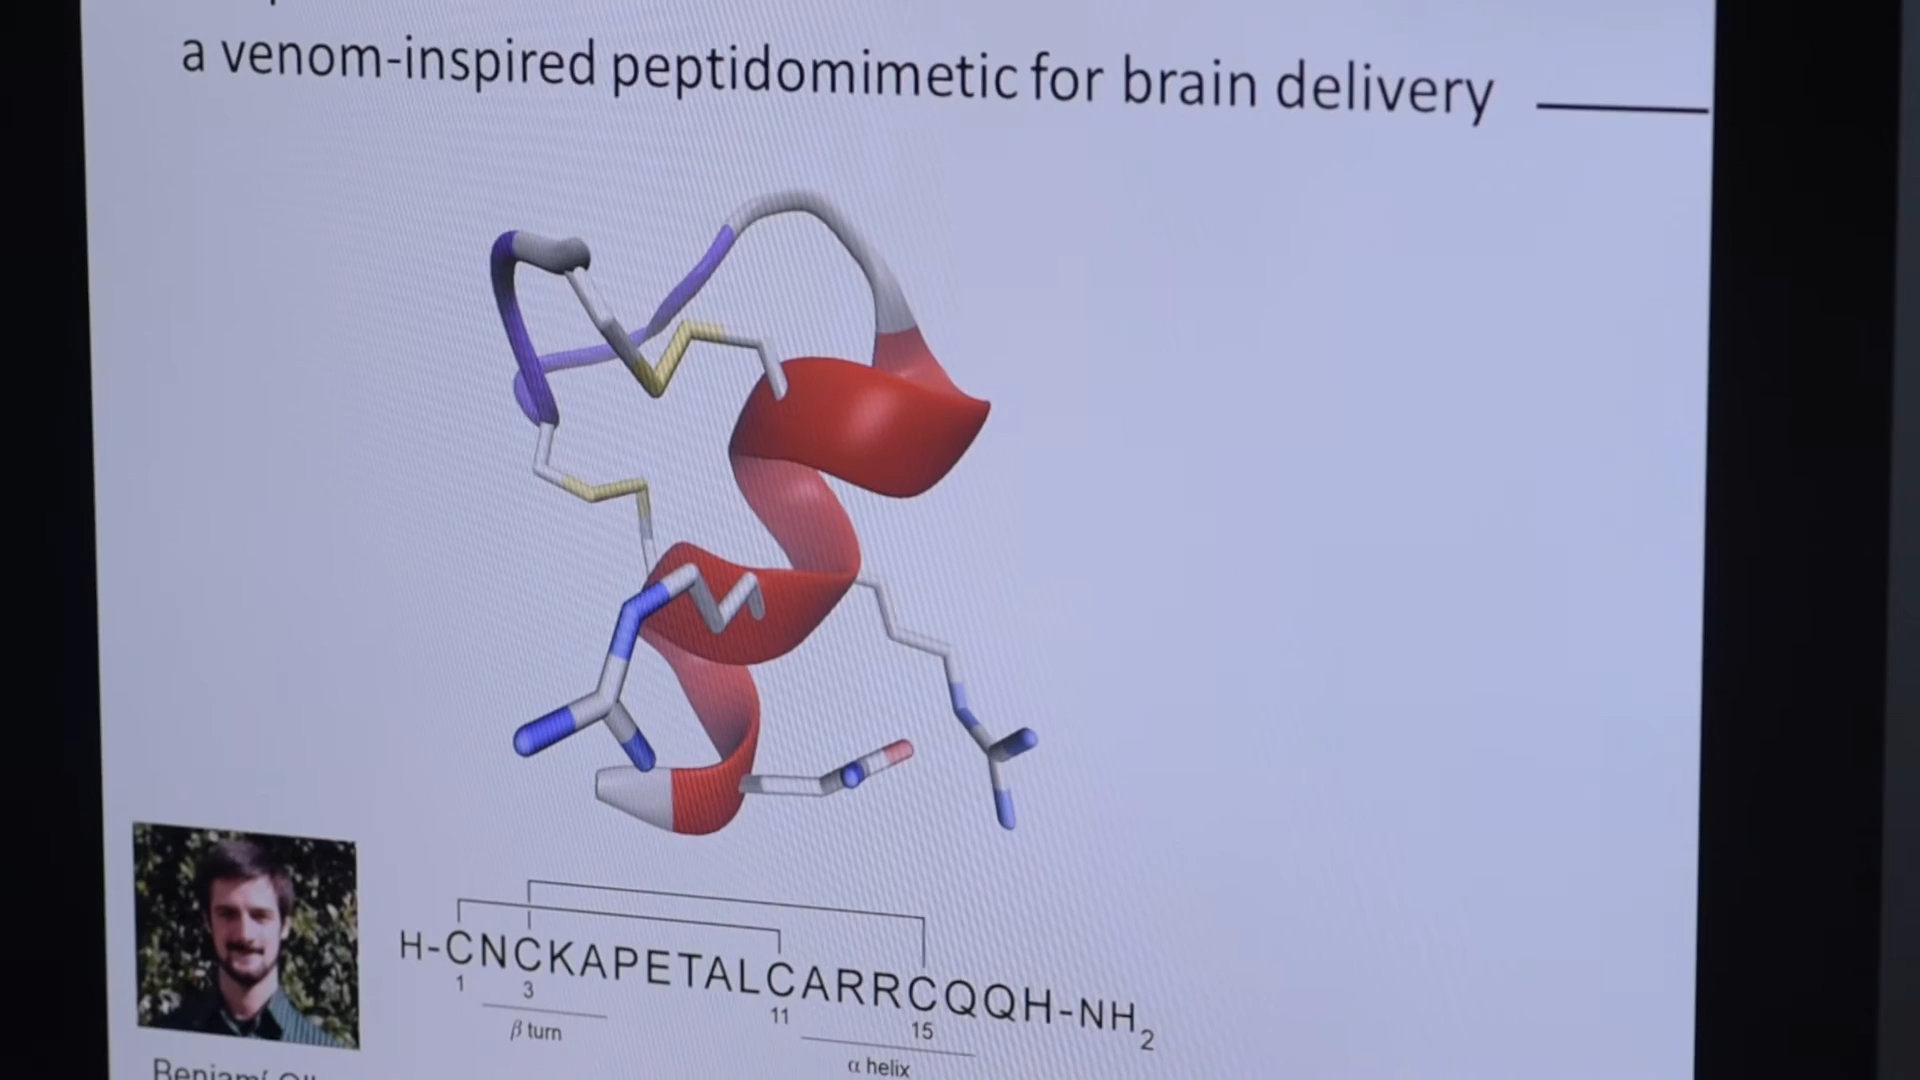 a venom-inspired peptidomimetic for brain delivery
H-CNCKAPETALCARRCQQH-NH2
1 3 11 15
β turn
α helix